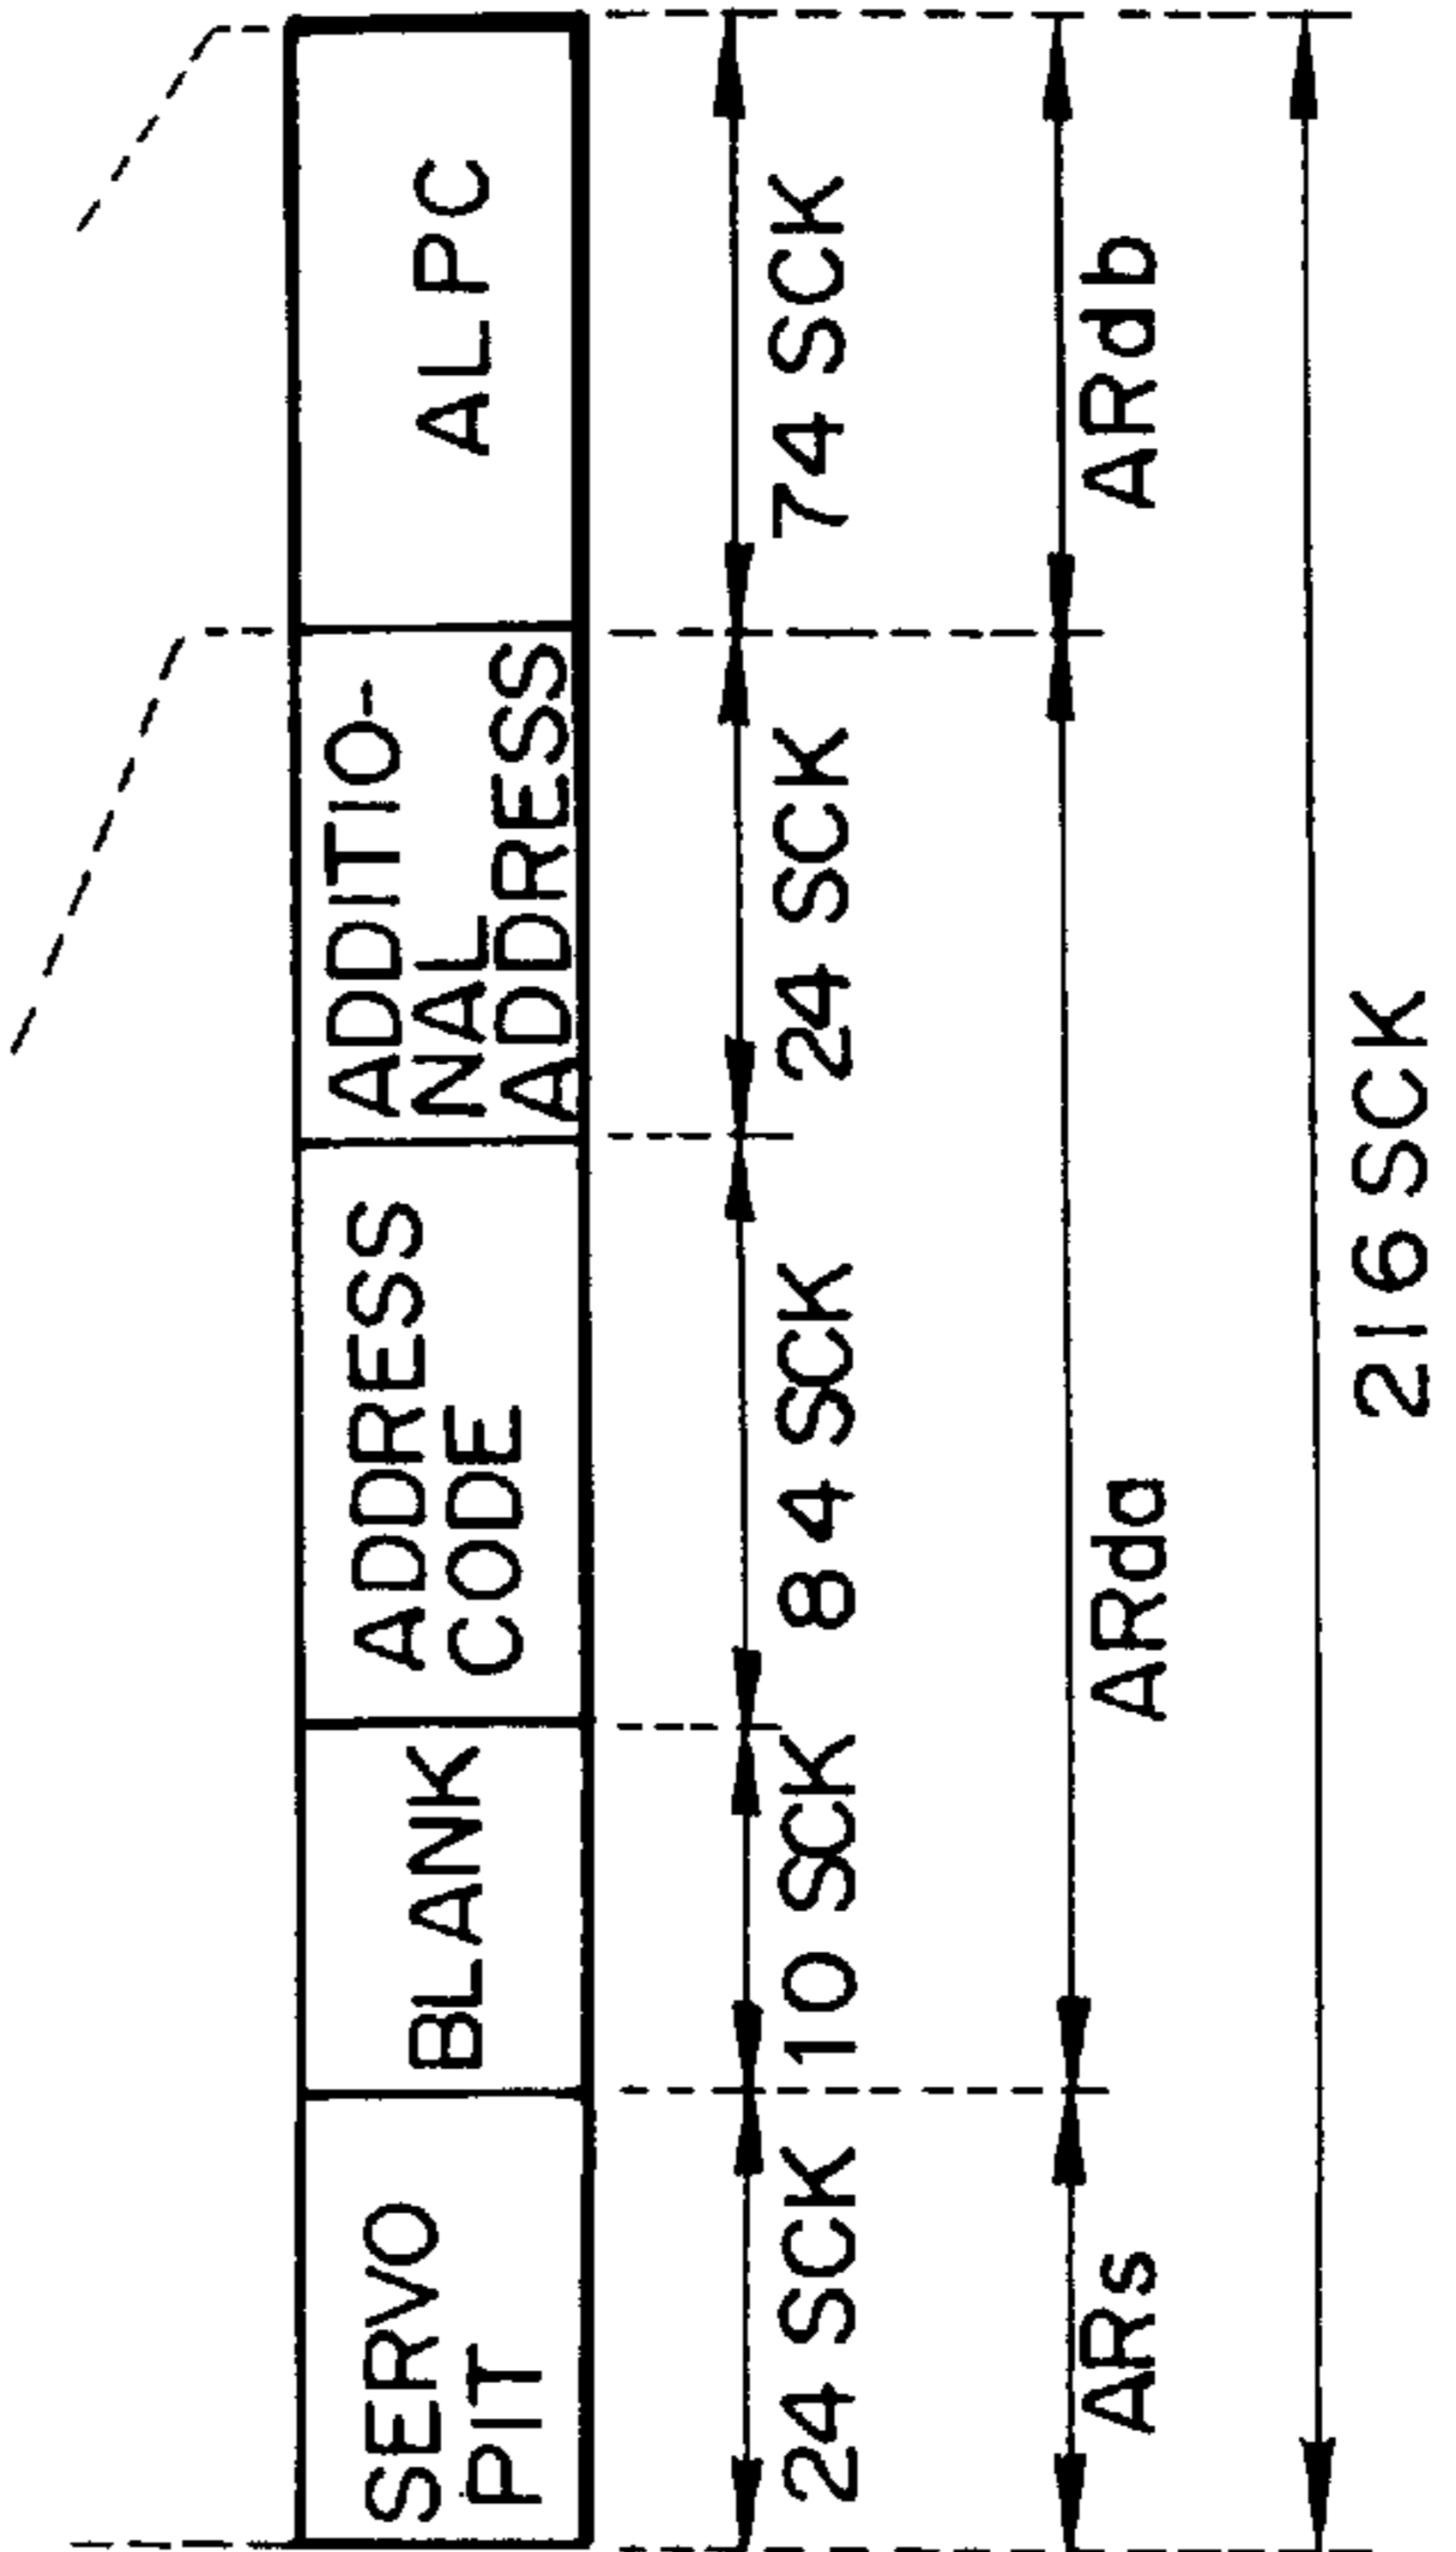 SERVO
PIT
BLANK
ADDRESS
CODE
ADDITIO-
NAL
ADDRESS
ALPC
24 SCK
10 SCK
84 SCK
24 SCK
74 SCK
ARs
ARda
ARdb
216 SCK